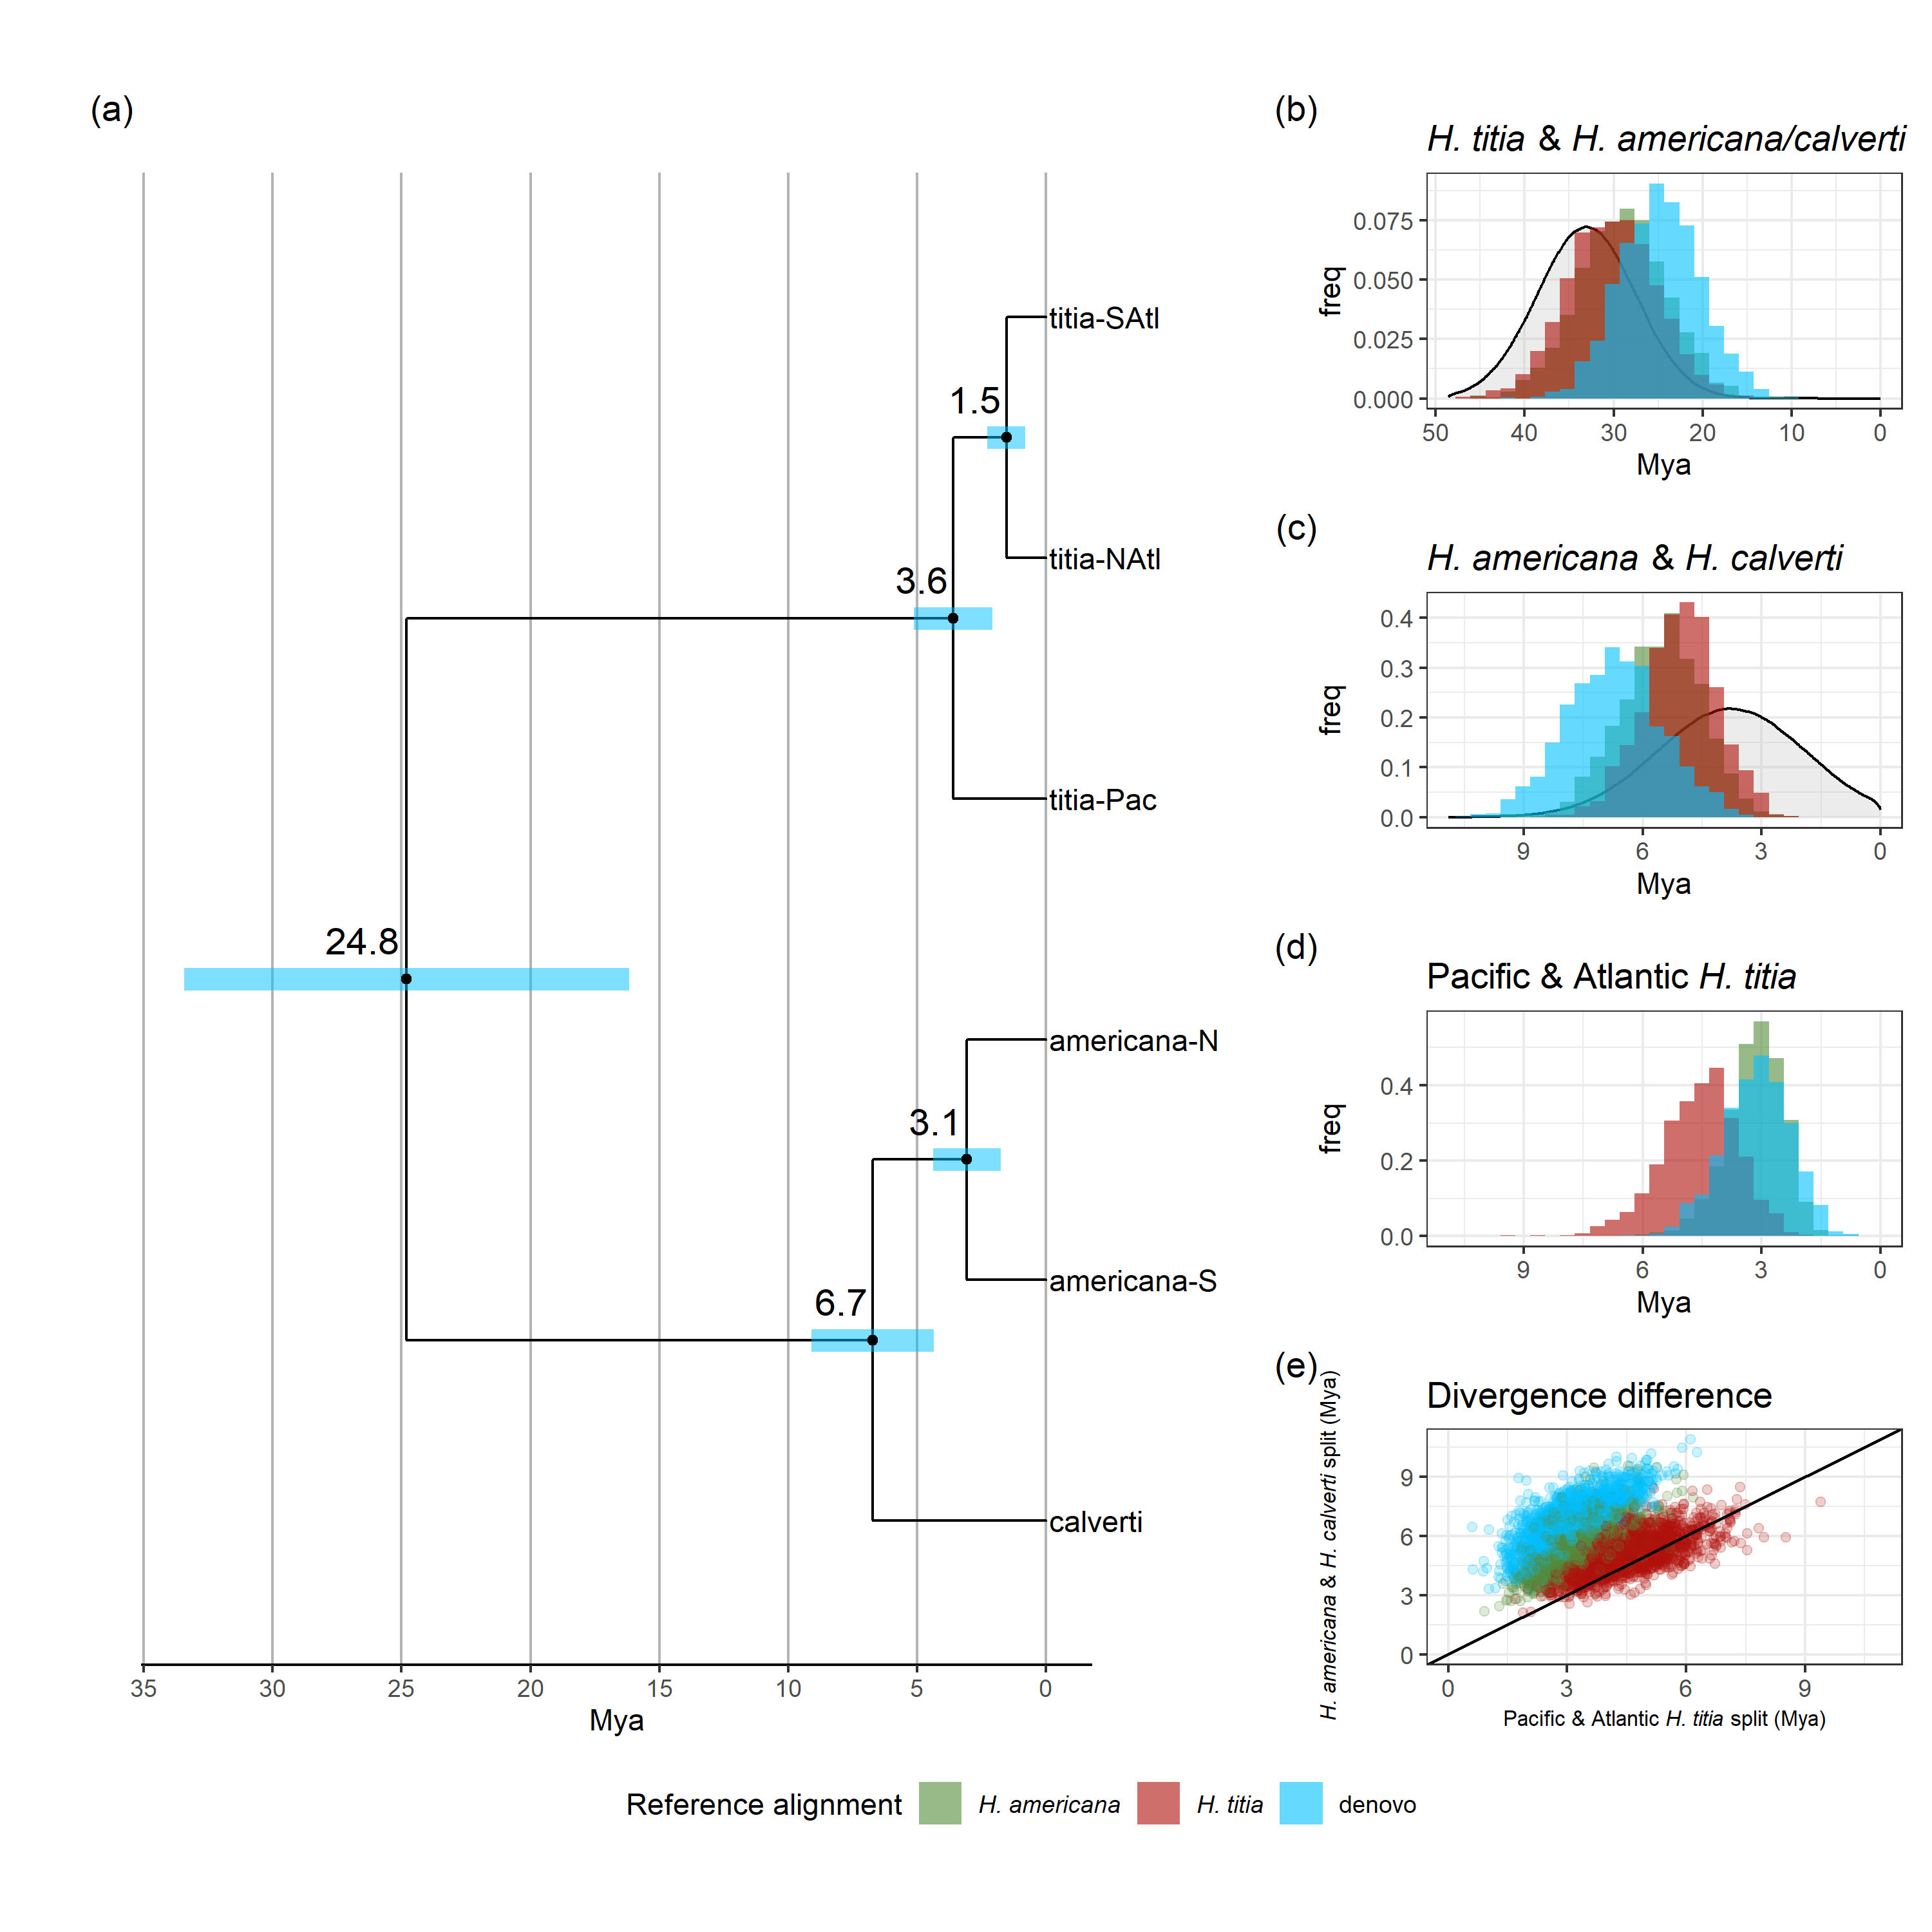 (a)
titia-SAtl
1.5
titia-NAtl
3.6
titia-Pac
24.8
americana-N
3.1
americana-S
6.7
calverti
35 30 25 20 15 10 5 0
Mya
(b)
H. titia & H. americana/calverti
freq
0.075
0.050
0.025
0.000
50 40 30 20 10 0
Mya
(c)
H. americana & H. calverti
freq
0.4
0.3
0.2
0.1
0.0
9 6 3 0
Mya
(d)
Pacific & Atlantic H. titia
freq
0.4
0.2
0.0
9 6 3 0
Mya
(e)
Divergence difference
H. americana & H. calverti split (Mya)
9
6
3
0
0 3 6 9
Pacific & Atlantic H. titia split (Mya)
Reference alignment H. americana H. titia denovo